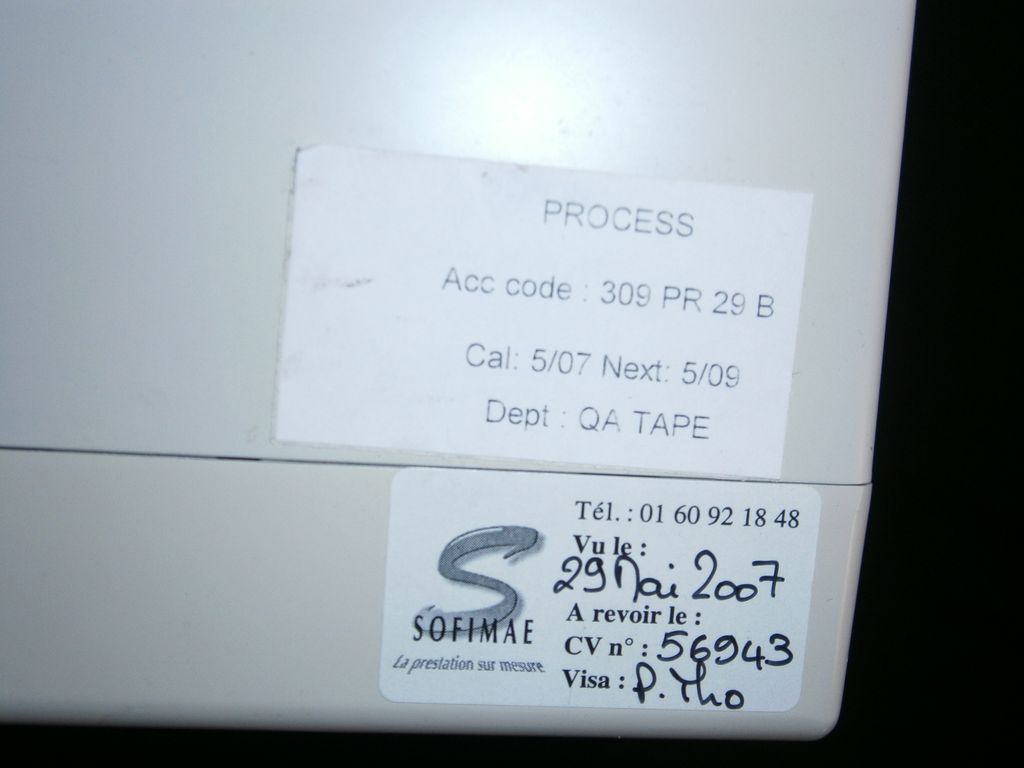 PROCESS
Acc code : 309 PR 29 B
Cal: 5/07 Next: 5/09
Dept : QA TAPE
SOFIMAE
La prestation sur mesure
Tél. : 01 60 92 18 48
Vu le :
29 Mai 2007
A revoir le :
CV n° : 56943
Visa : P. Tho